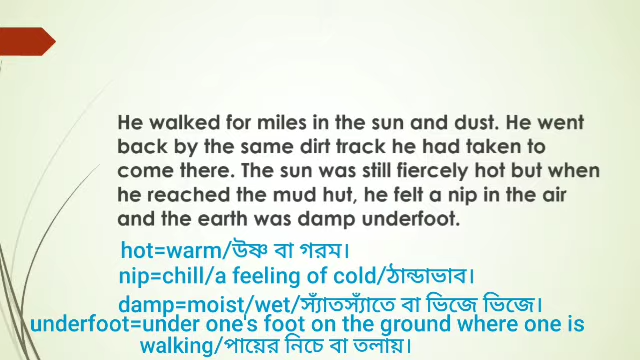 He walked for miles in the sun and dust. He went
back by the same dirt track he had taken to
come there. The sun was still fiercely hot but when
he reached the mud hut, he felt a nip in the air
and the earth was damp underfoot.
hot=warm/উষ্ণ বা গরম।
nip=chill/a feeling of cold/ঠান্ডাভাব।
damp=moist/wet/স্যাঁতস্যাঁতে বা ভিজে ভিজে।
underfoot=under one's foot on the ground where one is
walking/পায়ের নিচে বা তলায়।